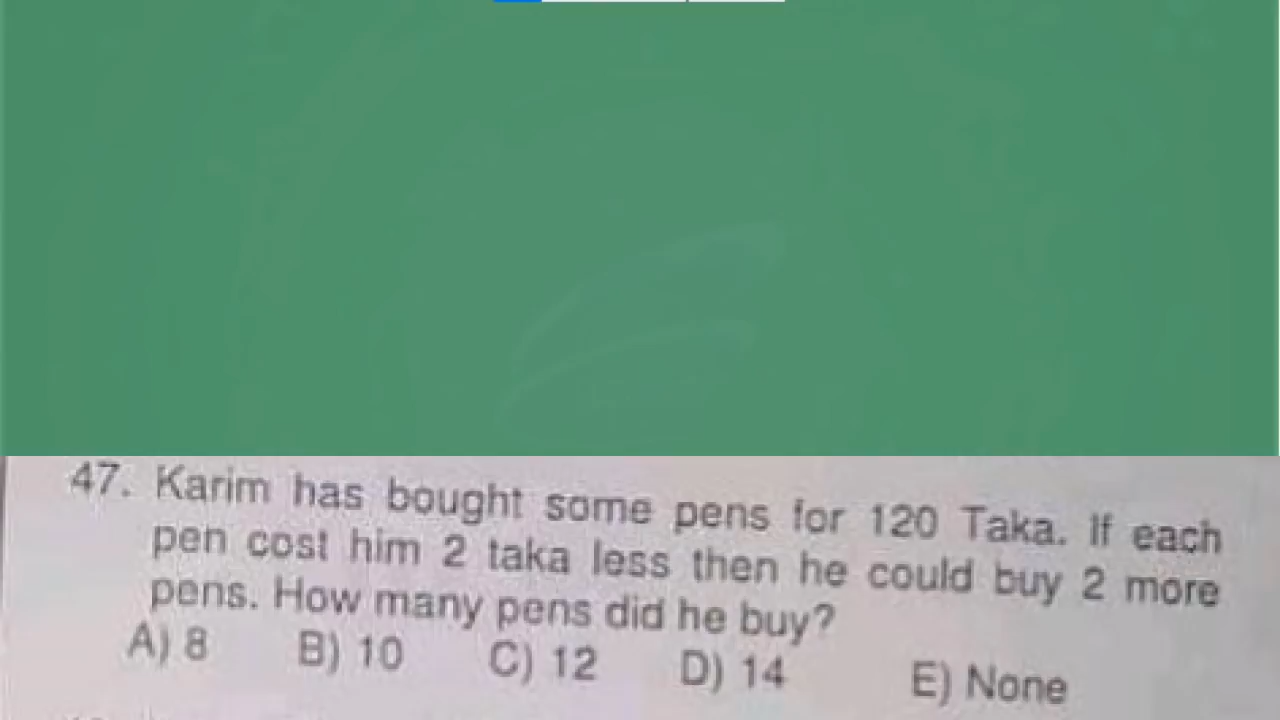 47. Karim has bought some pens for 120 Taka. If each
pen cost him 2 taka less then he could buy 2 more
pens. How many pens did he buy?
A) 8 B) 10 C) 12 D) 14 E) None